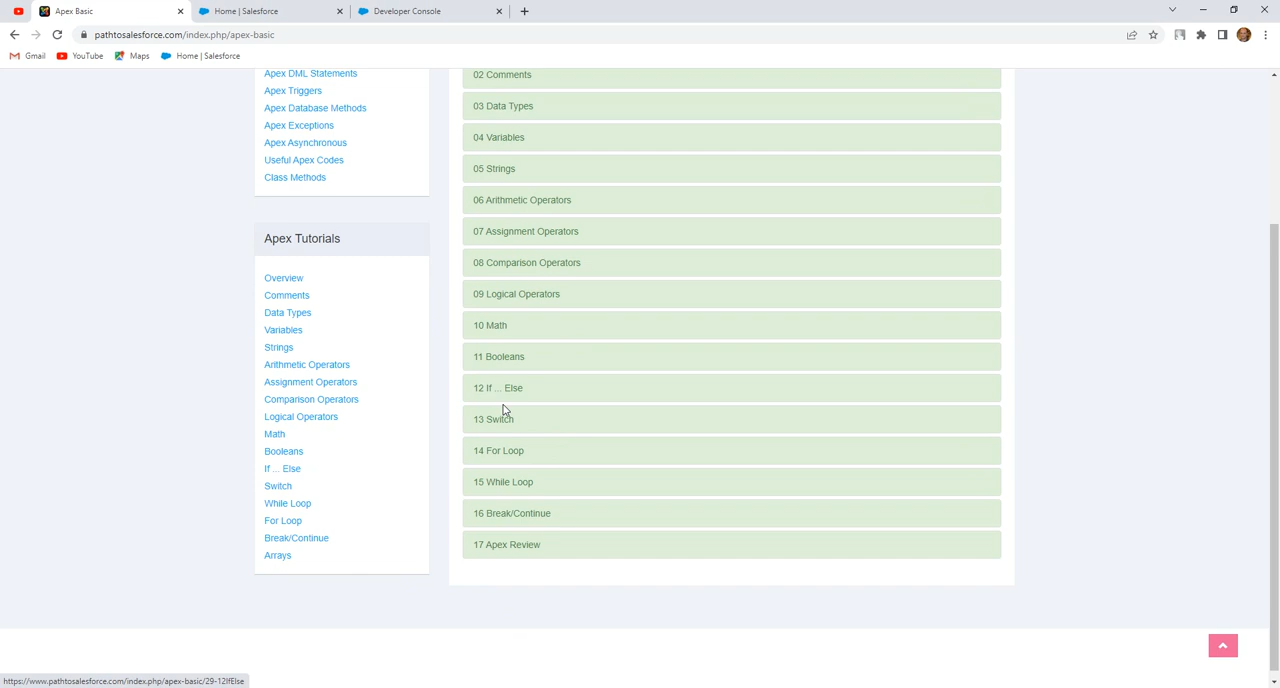 Apex Basic
Home | Salesforce
Developer Console
pathtosalesforce.com/index.php/apex-basic
Gmail
YouTube
Maps
Home | Salesforce
Apex DML Statements
Apex Triggers
Apex Database Methods
Apex Exceptions
Apex Asynchronous
Useful Apex Codes
Class Methods
Apex Tutorials
Overview
Comments
Data Types
Variables
Strings
Arithmetic Operators
Assignment Operators
Comparison Operators
Logical Operators
Math
Booleans
If ... Else
Switch
While Loop
For Loop
Break/Continue
Arrays
02 Comments
03 Data Types
04 Variables
05 Strings
06 Arithmetic Operators
07 Assignment Operators
08 Comparison Operators
09 Logical Operators
10 Math
11 Booleans
12 If ... Else
13 Switch
14 For Loop
15 While Loop
16 Break/Continue
17 Apex Review
https://www.pathtosalesforce.com/index.php/apex-basic/29-12IfElse